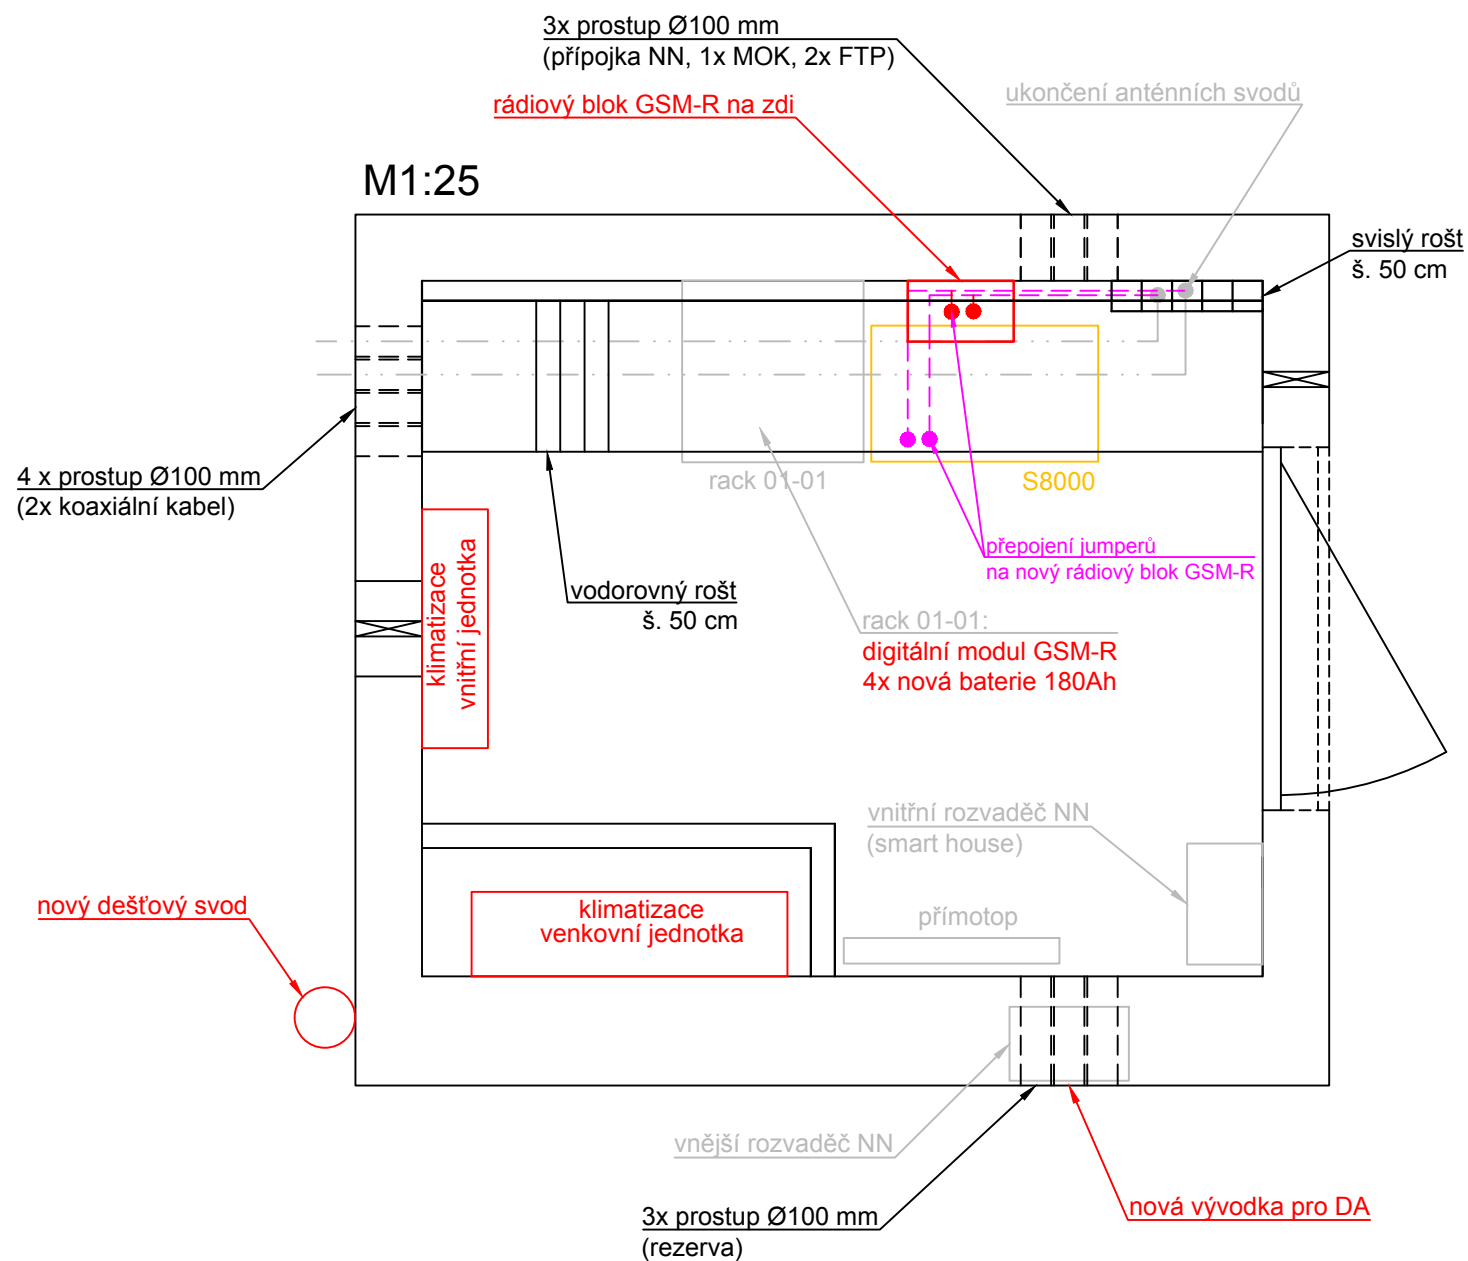 3x prostup Ø100 mm
(přípojka NN, 1x MOK, 2x FTP)
rádiový blok GSM-R na zdi
ukončení anténních svodů
M1:25
svislý rošt
š. 50 cm
4 x prostup Ø100 mm
(2x koaxiální kabel)
rack 01-01
S8000
přepojení jumperů
na nový rádiový blok GSM-R
klimatizace
vnitřní jednotka
vodorovný rošt
š. 50 cm
rack 01-01:
digitální modul GSM-R
4x nová baterie 180Ah
vnitřní rozvaděč NN
(smart house)
nový dešťový svod
klimatizace
venkovní jednotka
přímotop
vnější rozvaděč NN
3x prostup Ø100 mm
(rezerva)
nová vývodka pro DA